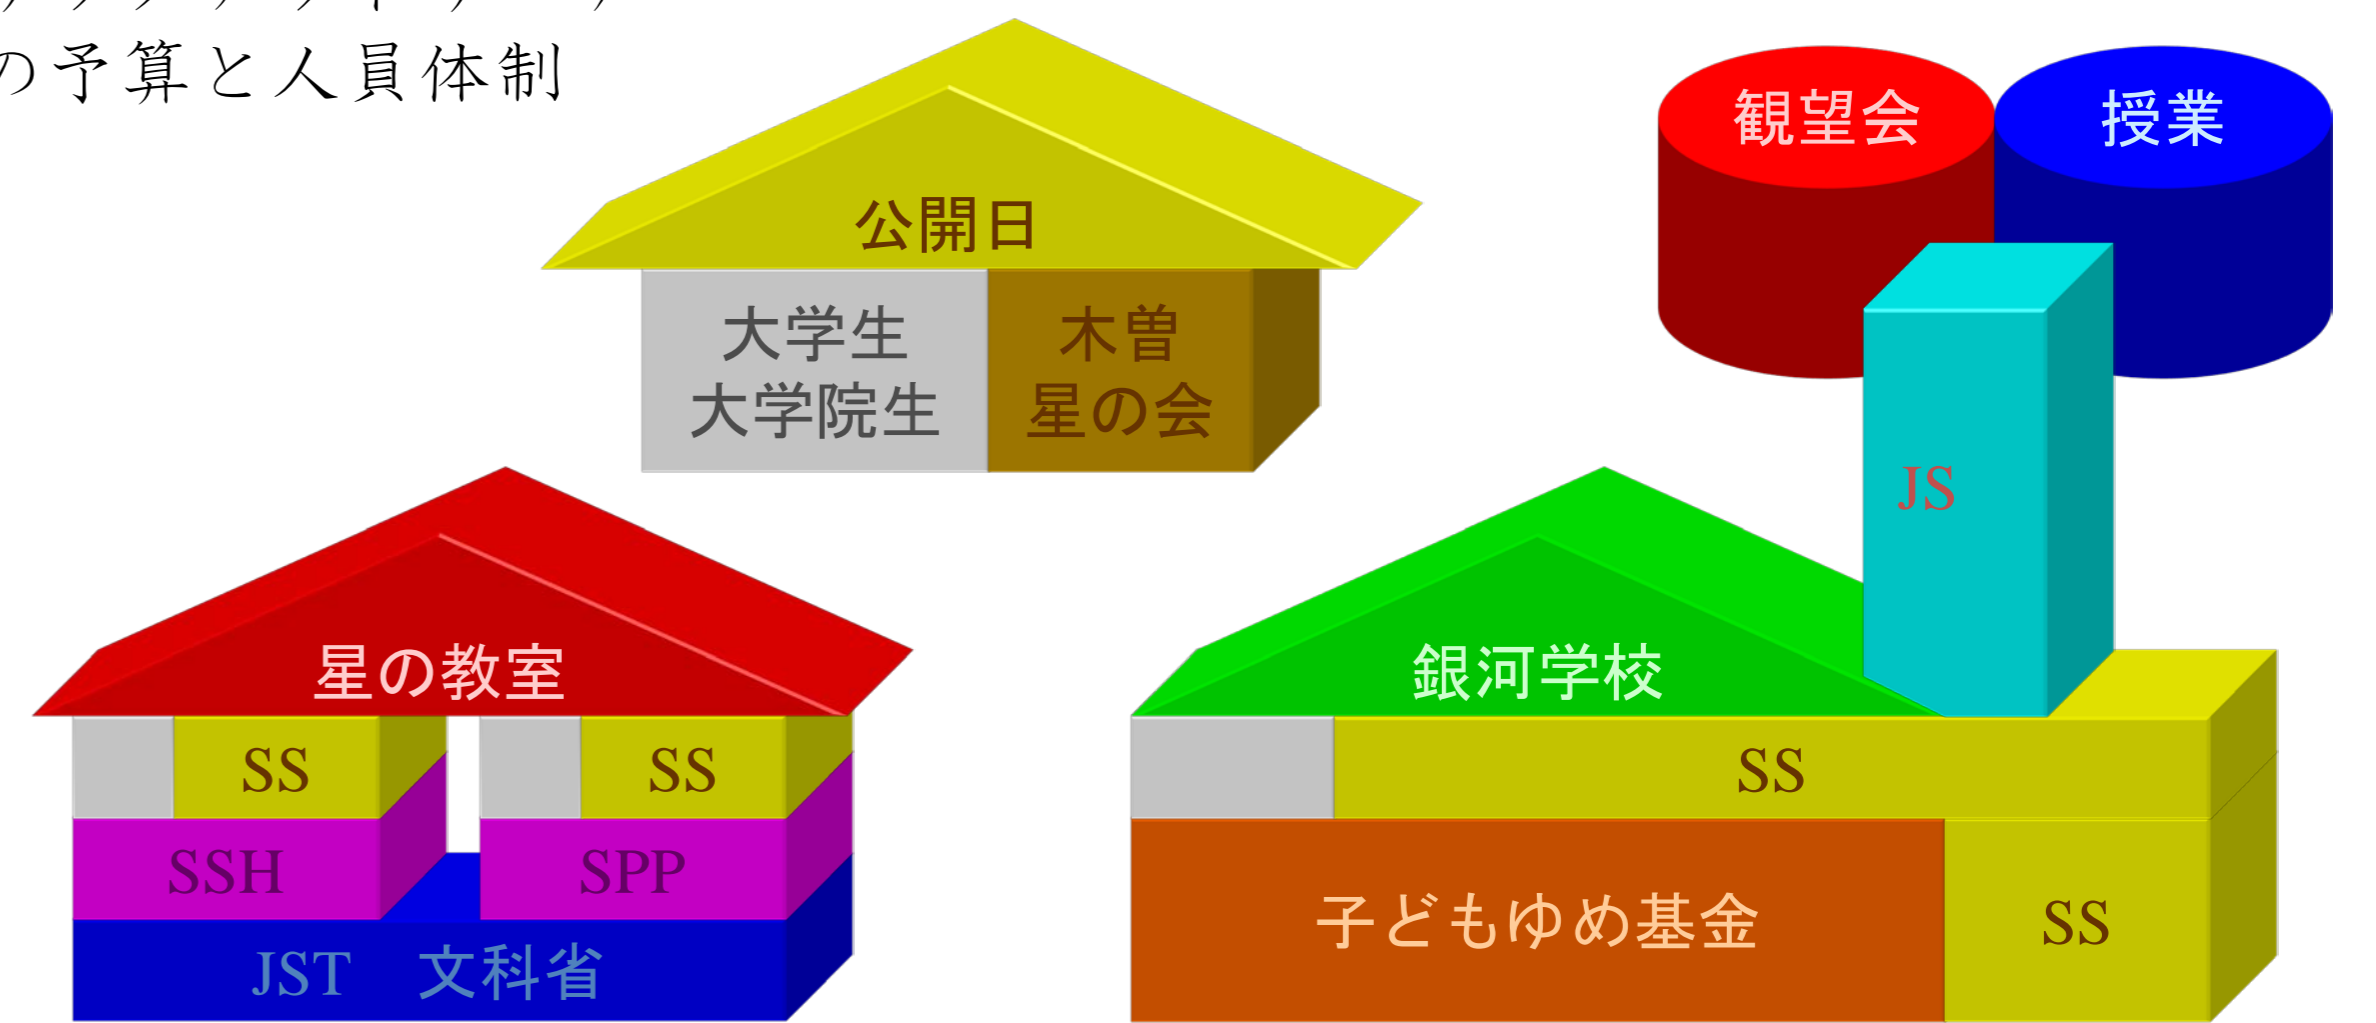 の予算と人員体制
公開日
大学生
大学院生
木曽
星の会
観望会
授業
JS
星の教室
SS
SS
SSH
SPP
JST 文科省
銀河学校
SS
子どもゆめ基金
SS